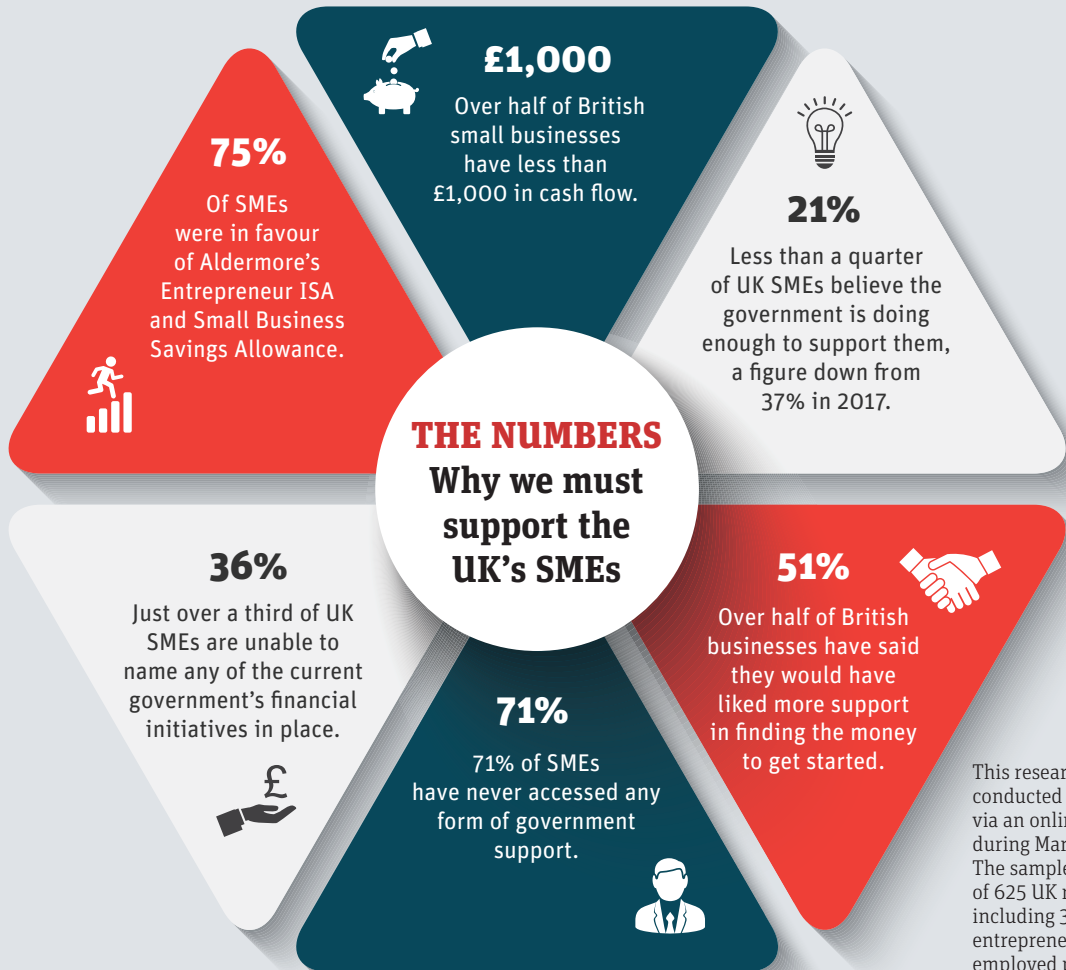 £1,000
Over half of British
small businesses
have less than
£1,000 in cash flow.
75%
Of SMEs
were in favour
of Aldermore's
Entrepreneur ISA
and Small Business
Savings Allowance.
21%
Less than a quarter
of UK SMEs believe the
government is doing
enough to support them,
a figure down from
37% in 2017.
THE NUMBERS
Why we must
support the
UK's SMEs
36%
Just over a third of UK
SMEs are unable to
name any of the current
government's financial
initiatives in place.
£
71%
71% of SMEs
have never accessed any
form of government
support.
51%
Over half of British
businesses have said
they would have
liked more support
in finding the money
to get started.
This
conducted
via an
during
The
of 625 UK
including
employed